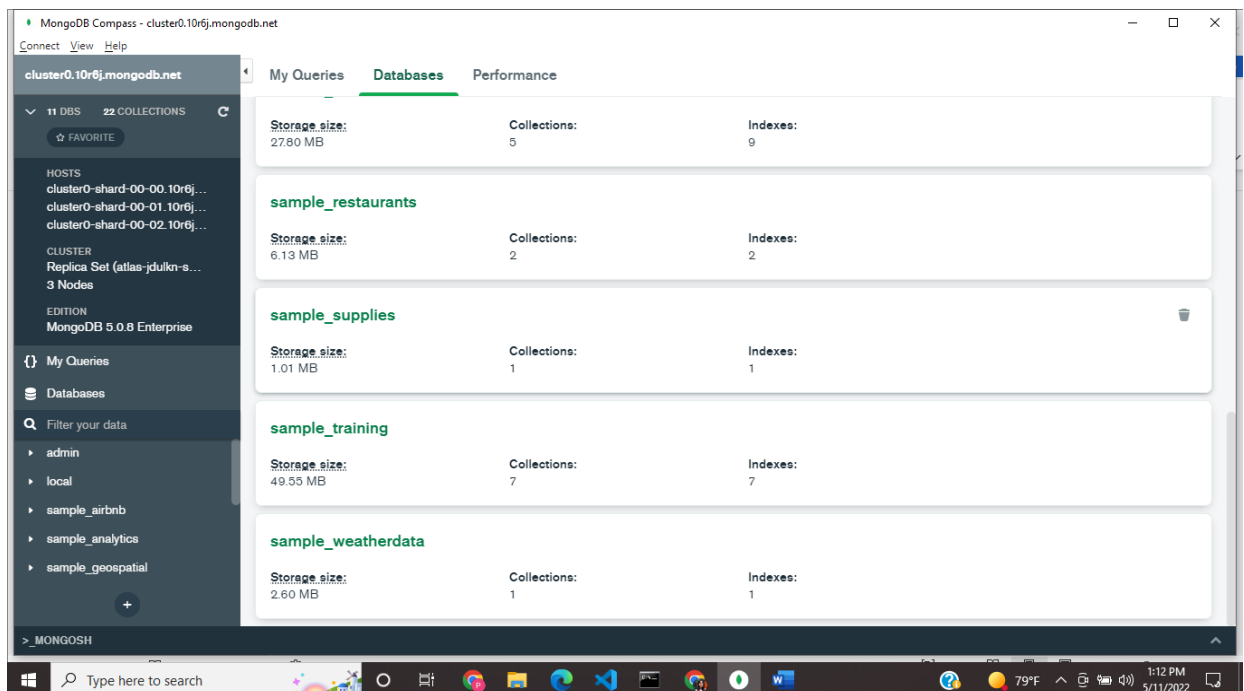 MongoDB Compass - cluster0.10r6j.mongodb.net
Connect View Help
cluster0.10r6j.mongodb.net
My Queries Databases Performance
11 DBS 22 COLLECTIONS
FAVORITE
HOSTS
cluster0-shard-00-00.10r6j...
cluster0-shard-00-01.10r6j...
cluster0-shard-00-02.10r6j...
CLUSTER
Replica Set (atlas-jdulkn-s...
3 Nodes
EDITION
MongoDB 5.0.8 Enterprise
{} My Queries
Databases
Filter your data
admin
local
sample_airbnb
sample_analytics
sample_geospatial
+
Storage size: Collections: Indexes:
27.80 MB 5 9
sample_restaurants
Storage size: Collections: Indexes:
6.13 MB 2 2
sample_supplies
Storage size: Collections: Indexes:
1.01 MB 1 1
sample_training
Storage size: Collections: Indexes:
49.55 MB 7 7
sample_weatherdata
Storage size: Collections: Indexes:
2.60 MB 1 1
>_MONGOSH
Type here to search
79°F
1:12 PM
5/11/2022